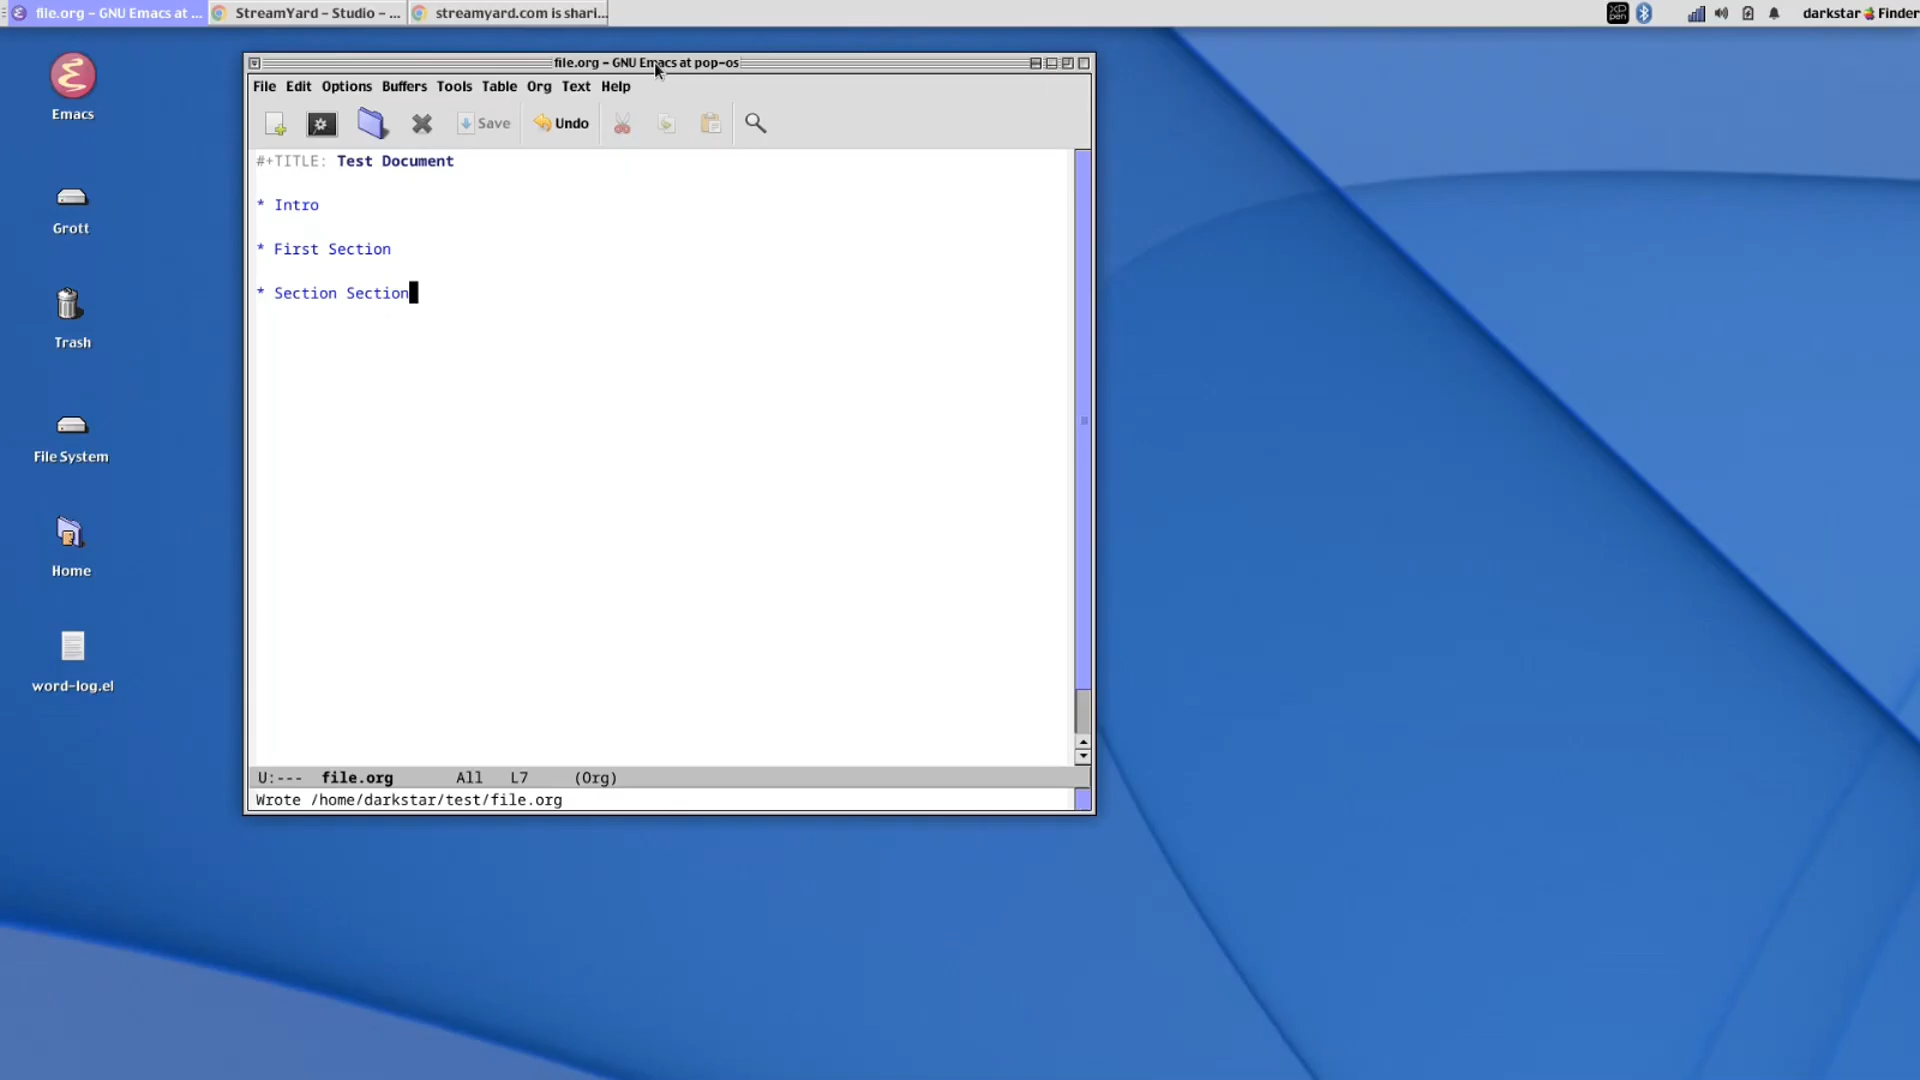 file.org - GNU Emacs at ...
StreamYard - Studio - ...
streamyard.com is shari...
XP
PEN
darkstar Finder
Emacs
Grott
Trash
File System
Home
word-log.el
file.org - GNU Emacs at pop-os
File Edit Options Buffers Tools Table Org Text Help
Save Undo
#+TITLE: Test Document
* Intro
* First Section
* Section Section
U:--- file.org All L7 (Org)
Wrote /home/darkstar/test/file.org